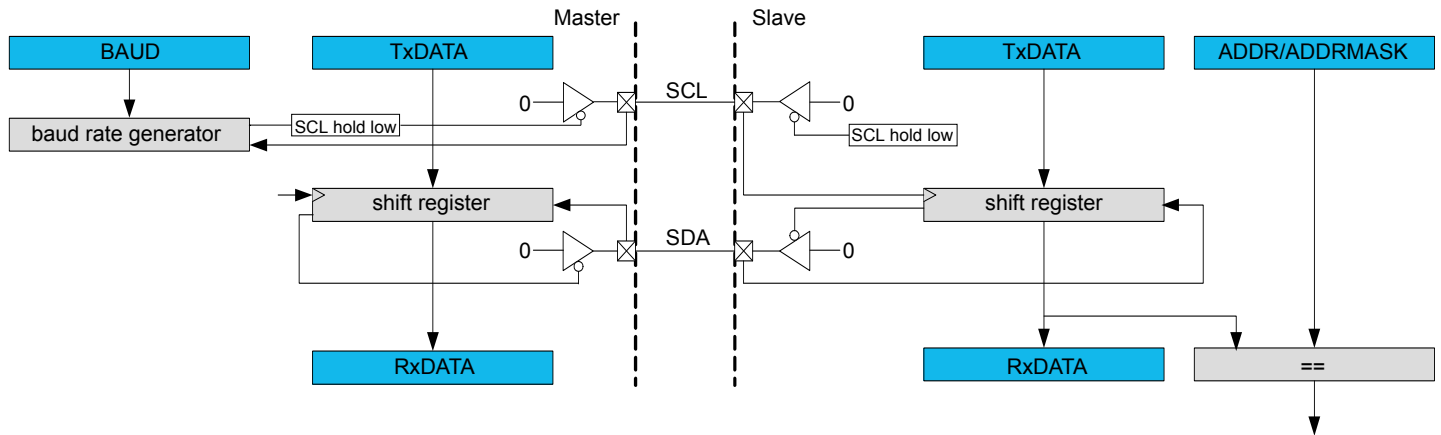 Master
Slave
BAUD
TxDATA
TxDATA
ADDR/ADDRMASK
0
SCL
0
baud rate generator
SCL hold low
SCL hold low
shift register
shift register
0
SDA
0
RxDATA
RxDATA
==